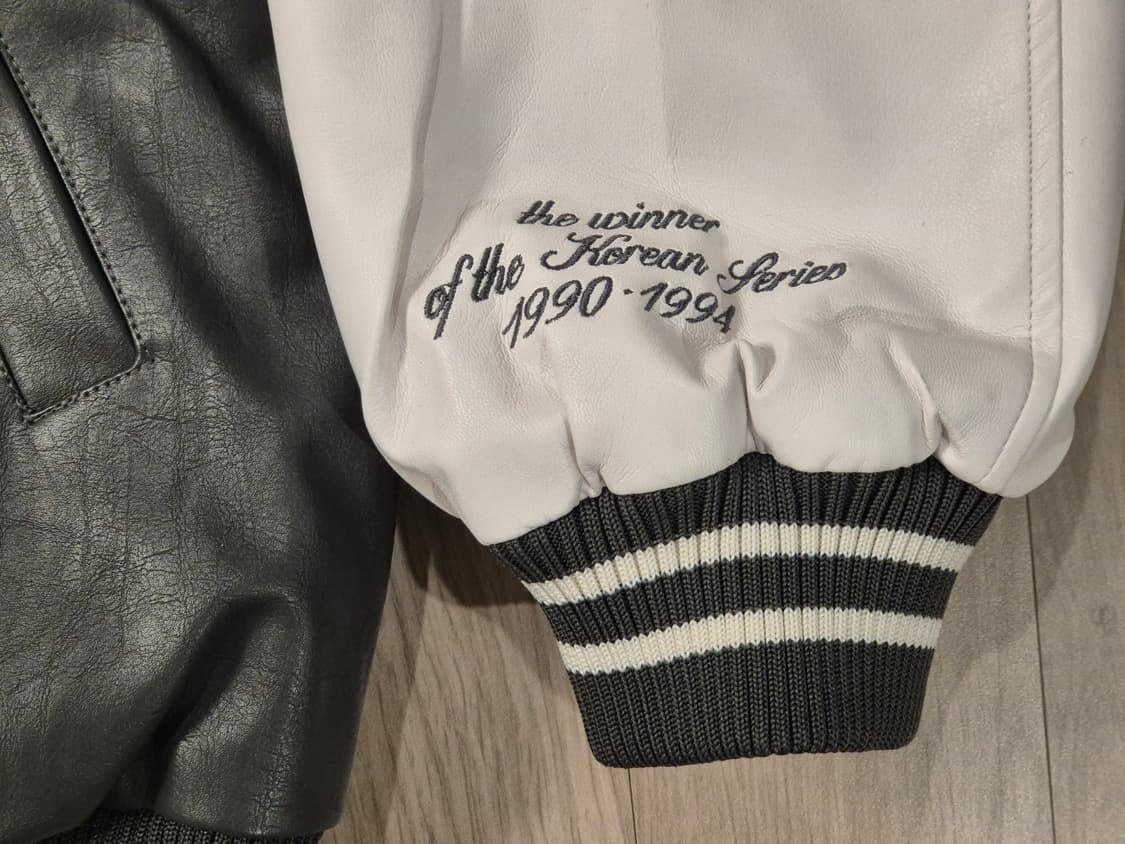 the winner
of the Korean Series
1990 · 1994